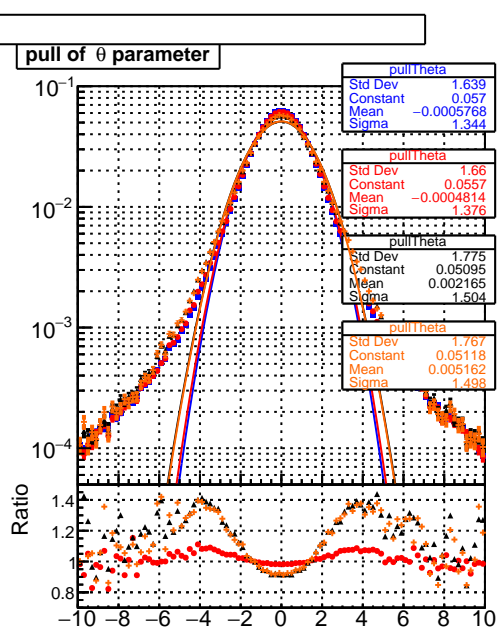 pull of θ parameter
pullTheta
Std Dev 1.639
Constant 0.057
Mean −0.0005768
Sigma 1.344
pullTheta
Std Dev 1.66
Constant 0.0557
Mean −0.0004814
Sigma 1.376
pullTheta
Std Dev 1.775
Constant 0.05095
Mean 0.002165
Sigma 1.504
pullTheta
Std Dev 1.767
Constant 0.05118
Mean 0.005162
Sigma 1.498
10⁻¹
10⁻²
10⁻³
10⁻⁴
Ratio
1.4
1.2
1
0.8
−10 −8 −6 −4 −2 0 2 4 6 8 10